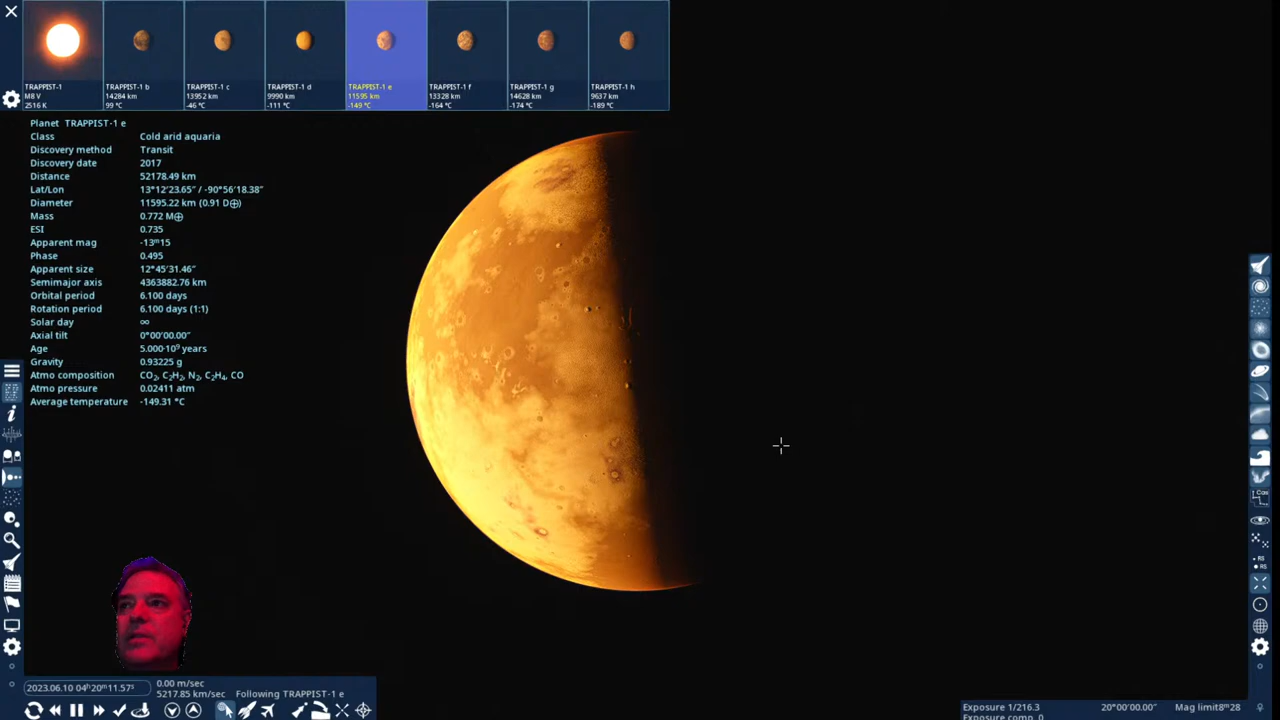 TRAPPIST-1
M8 V
2516 K
TRAPPIST-1 b
14284 km
99 °C
TRAPPIST-1 c
13952 km
-46 °C
TRAPPIST-1 d
9990 km
-111 °C
TRAPPIST-1 e
11595 km
-149 °C
TRAPPIST-1 f
13328 km
-164 °C
TRAPPIST-1 g
14628 km
-174 °C
TRAPPIST-1 h
9637 km
-189 °C
Planet TRAPPIST-1 e
Class Cold arid aquaria
Discovery method Transit
Discovery date 2017
Distance 52178.49 km
Lat/Lon 13°12′23.65″ / -90°56′18.38″
Diameter 11595.22 km (0.91 D⊕)
Mass 0.772 M⊕
ESI 0.735
Apparent mag -13ᵐ15
Phase 0.495
Apparent size 12°45′31.46″
Semimajor axis 4363882.76 km
Orbital period 6.100 days
Rotation period 6.100 days (1:1)
Solar day ∞
Axial tilt 0°00′00.00″
Age 5.000·10⁹ years
Gravity 0.93225 g
Atmo composition CO₂, C₂H₂, N₂, C₂H₄, CO
Atmo pressure 0.02411 atm
Average temperature -149.31 °C
RS
RS
2023.06.10 04ʰ20ᵐ11.57ˢ
0.00 m/sec
5217.85 km/sec Following TRAPPIST-1 e
Exposure 1/216.3 20°00′00.00″ Mag limit 8ᵐ28
Exposure comp. 0